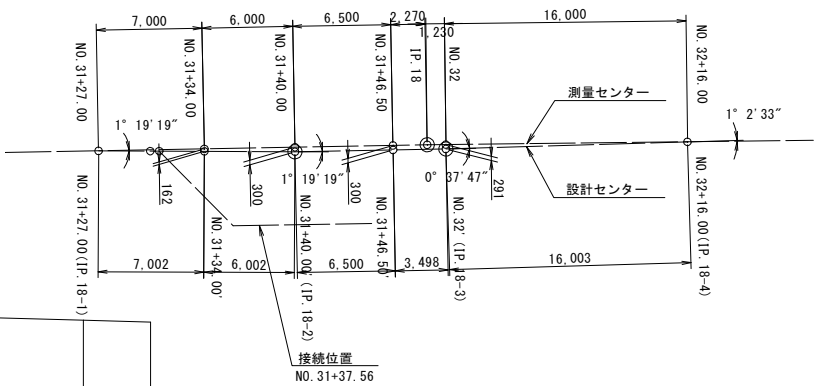 7,000
6,000
6,500
2,270
1,230
16,000
NO.31+27.00
NO.31+34.00
NO.31+40.00
NO.31+46.50
IP.18
NO.32
NO.32+16.00
測量センター
設計センター
1° 19'19"
1° 19'19"
0° 37'47"
1° 2'33"
162
300
300
291
NO.31+27.00(IP.18-1)
NO.31+34.00'
NO.31+40.00'(IP.18-2)
NO.31+46.50'
NO.32'(IP.18-3)
NO.32+16.00(IP.18-4)
7,002
6,002
6,500
3,498
16,003
接続位置
NO.31+37.56